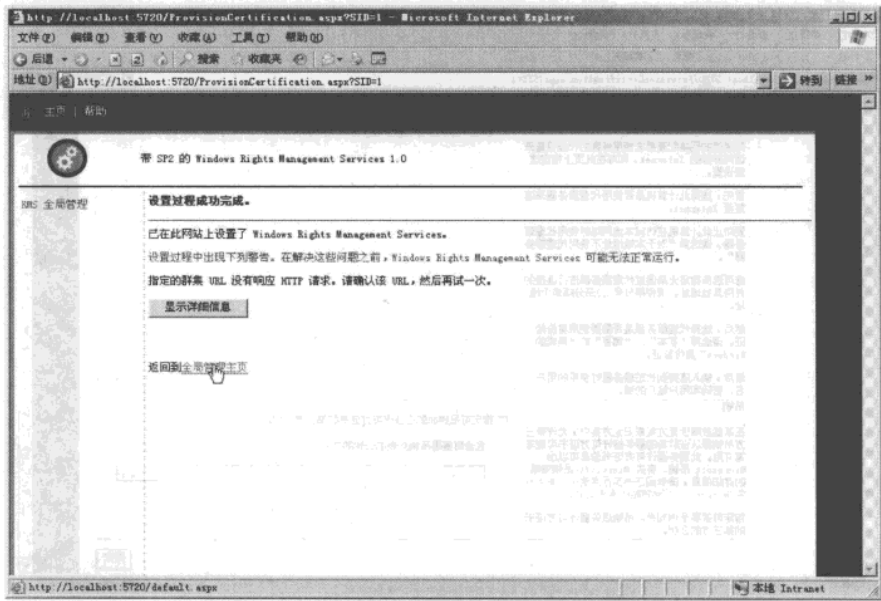 http://localhost:5720/ProvisionCertification.aspx?SID=1 - Microsoft Internet Explorer
文件(F) 编辑(E) 查看(V) 收藏(A) 工具(T) 帮助(H)
后退 搜索 收藏夹
地址(D) http://localhost:5720/ProvisionCertification.aspx?SID=1 转到 链接 »
主页 | 帮助
带 SP2 的 Windows Rights Management Services 1.0
RMS 全局管理
设置过程成功完成。
已在此网站上设置了 Windows Rights Management Services。
设置过程中出现下列警告。在解决这些问题之前，Windows Rights Management Services 可能无法正常运行。
指定的群集 URL 没有响应 HTTP 请求。请确认该 URL，然后再试一次。
显示详细信息
返回到全局管理主页
http://localhost:5720/default.aspx 本地 Intranet